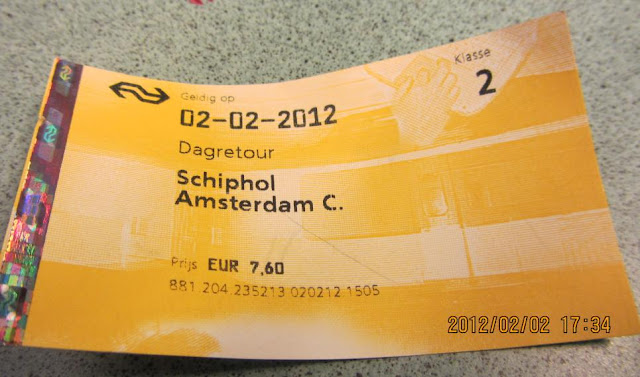 Geldig op
02-02-2012
Klasse
2
Dagretour
Schiphol
Amsterdam C.
Prijs EUR 7,60
881 204 235213 020212 1505
2012/02/02 17:34